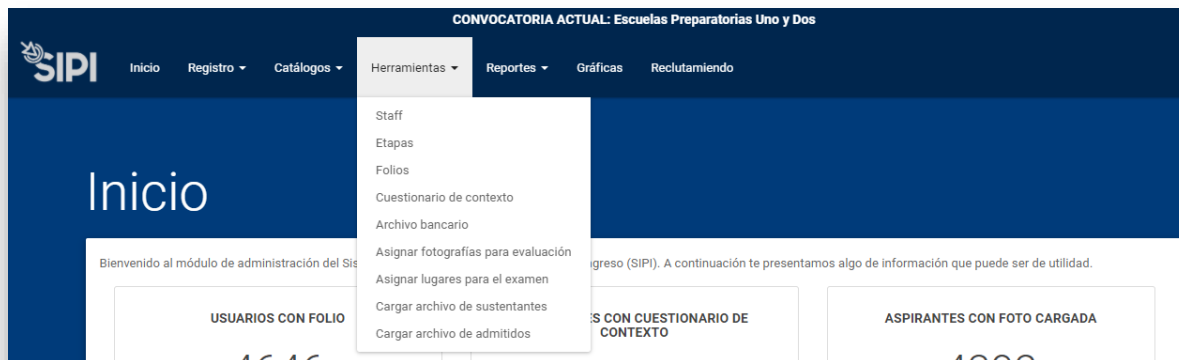 CONVOCATORIA ACTUAL: Escuelas Preparatorias Uno y Dos
SIPI
Inicio
Registro
Catálogos
Herramientas
Reportes
Gráficas
Reclutamiendo
Staff
Etapas
Folios
Cuestionario de contexto
Archivo bancario
Asignar fotografías para evaluación
Asignar lugares para el examen
Cargar archivo de sustentantes
Cargar archivo de admitidos
Inicio
Bienvenido al módulo de administración del Sis
greso (SIPI). A continuación te presentamos algo de información que puede ser de utilidad.
USUARIOS CON FOLIO
S CON CUESTIONARIO DE
CONTEXTO
ASPIRANTES CON FOTO CARGADA